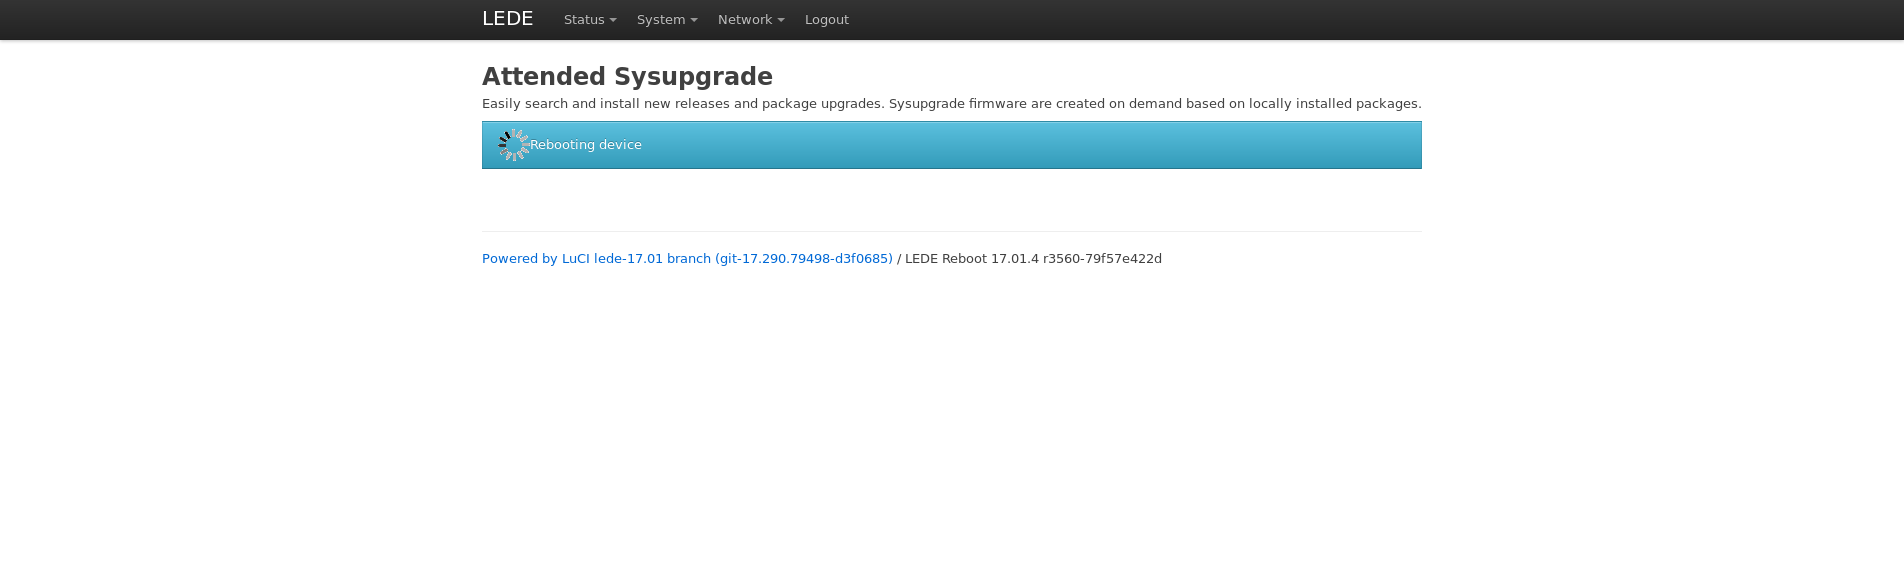 LEDE Status System Network Logout
Attended Sysupgrade
Easily search and install new releases and package upgrades. Sysupgrade firmware are created on demand based on locally installed packages.
Rebooting device
Powered by LuCI lede-17.01 branch (git-17.290.79498-d3f0685) / LEDE Reboot 17.01.4 r3560-79f57e422d